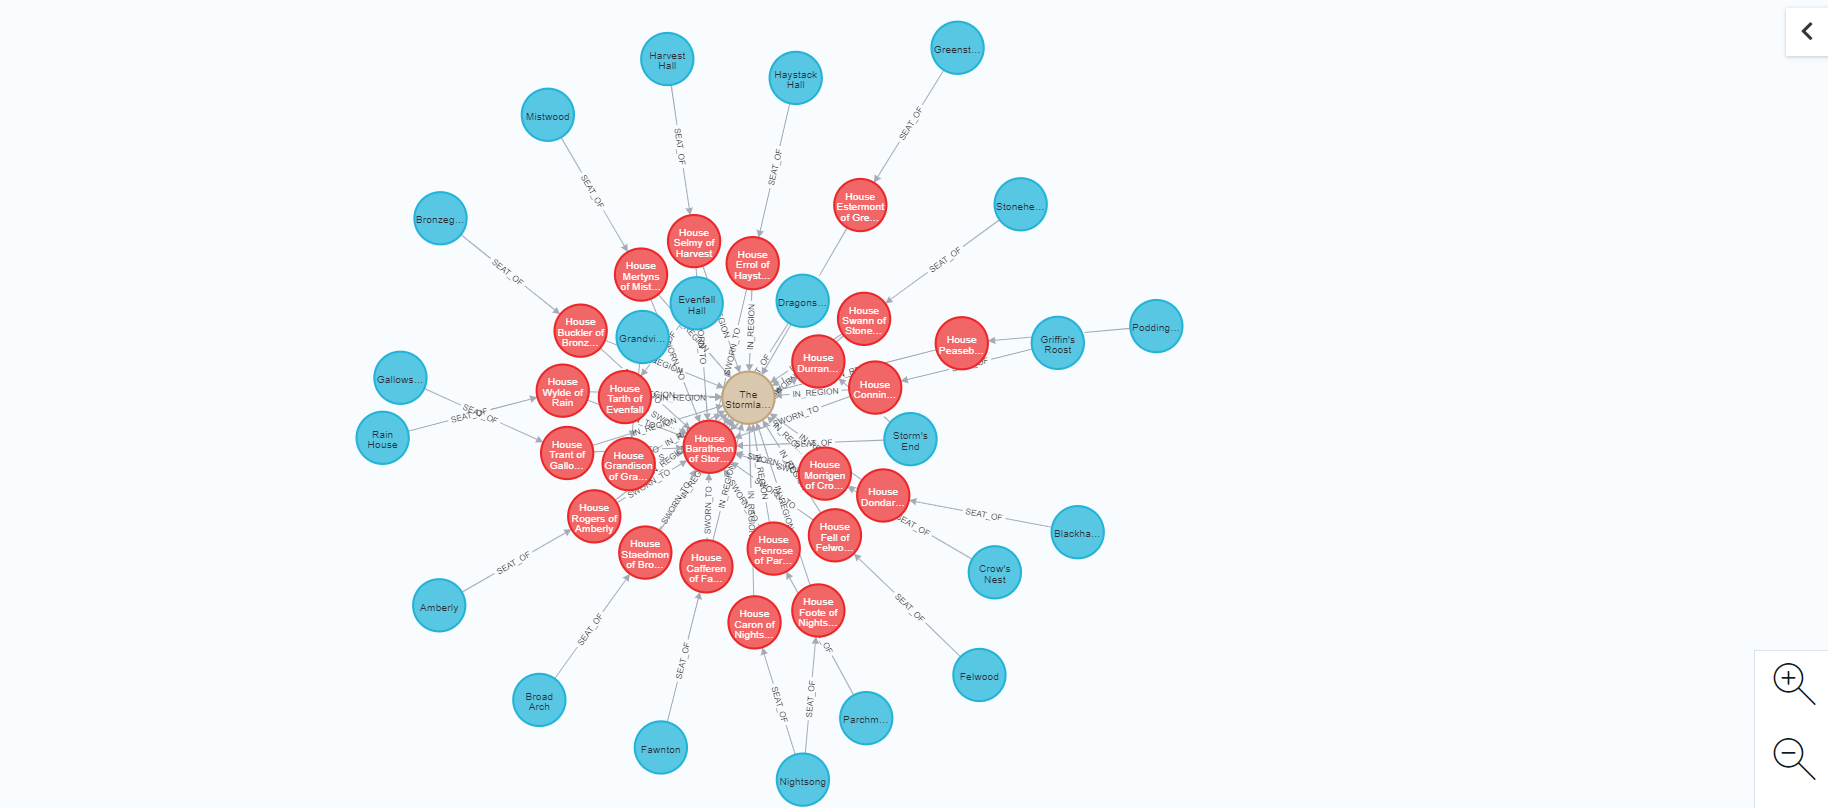 Greenst...
Harvest
Hall
Haystack
Hall
Mistwood
SEAT_OF
SEAT_OF
SEAT_OF
SEAT_OF
House
Estermont
of Gre...
Stonehe...
Bronzeg...
House
Selmy of
Harvest
House
Errol of
Hayst...
SEAT_OF
SEAT_OF
House
Mertyns
of Mist...
Evenfall
Hall
Dragons...
House
Swann of
Stone...
Podding...
House
Buckler of
Bronz...
Grandvi...
IN_REGION
SWORN_TO
House
Peaseb...
Griffin's
Roost
House
Durran...
Gallows...
House
Wylde of
Rain
House
Tarth of
Evenfall
The
Stormla...
IN_REGION
House
Connin...
SEAT_OF
SEAT_OF
SWORN_TO
Rain
House
House
Baratheon
of Stor...
SEAT_OF
Storm's
End
House
Trant of
Gallo...
House
Grandison
of Gra...
House
Morrigen
of Cro...
SWORN_TO
House
Dondar...
House
Rogers of
Amberly
SWORN_TO
SWORN_TO
IN_REGION
SEAT_OF
SEAT_OF
Blackha...
House
Staedmon
of Bro...
House
Cafferen
of Fa...
House
Penrose
of Par...
House
Fell of
Felwo...
SEAT_OF
Crow's
Nest
Amberly
House
Caron of
Nights...
House
Foote of
Nights...
SEAT_OF
SEAT_OF
SEAT_OF
OF
Felwood
Broad
Arch
SEAT_OF
SEAT_OF
Parchm...
Fawnton
Nightsong